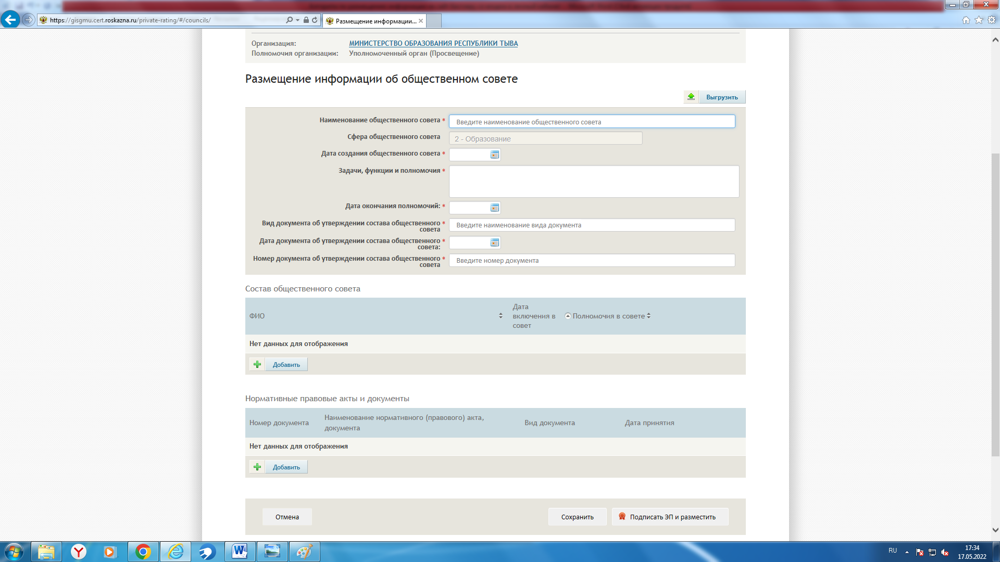 https://gisgmu.cert.roskazna.ru/private-rating/#/councils/
Размещение информации...
Организация: МИНИСТЕРСТВО ОБРАЗОВАНИЯ РЕСПУБЛИКИ ТЫВА
Полномочия организации: Уполномоченный орган (Просвещение)
Размещение информации об общественном совете
Выгрузить
Наименование общественного совета * Введите наименование общественного совета
Сфера общественного совета 2 - Образование
Дата создания общественного совета *
Задачи, функции и полномочия *
Дата окончания полномочий: *
Вид документа об утверждении состава общественного * Введите наименование вида документа
совета
Дата документа об утверждении состава общественного *
совета:
Номер документа об утверждении состава общественного * Введите номер документа
совета
Состав общественного совета
ФИО
Дата
включения в
совет
Полномочия в совете
Нет данных для отображения
Добавить
Нормативные правовые акты и документы
Номер документа
Наименование нормативного (правового) акта,
документа
Вид документа
Дата принятия
Нет данных для отображения
Добавить
Отмена
Сохранить
Подписать ЭП и разместить
RU
17:34
17.05.2022